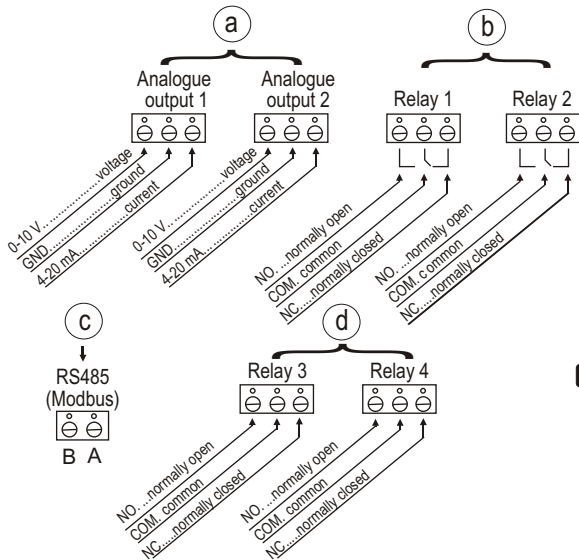 a
b
Analogue
output 1
Analogue
output 2
Relay 1
Relay 2
0-10 V..................voltage
GND..................ground
4-20 mA..............current
0-10 V..................voltage
GND..................ground
4-20 mA..............current
NO. ...normally open
COM. common
NC....normally closed
NO. ...normally open
COM. c ommon
NC....normally closed
c
RS485
(Modbus)
B A
d
Relay 3
Relay 4
NO. ...normally open
COM. common
NC....normally closed
NO. ...normally open
COM. common
NC....normally closed